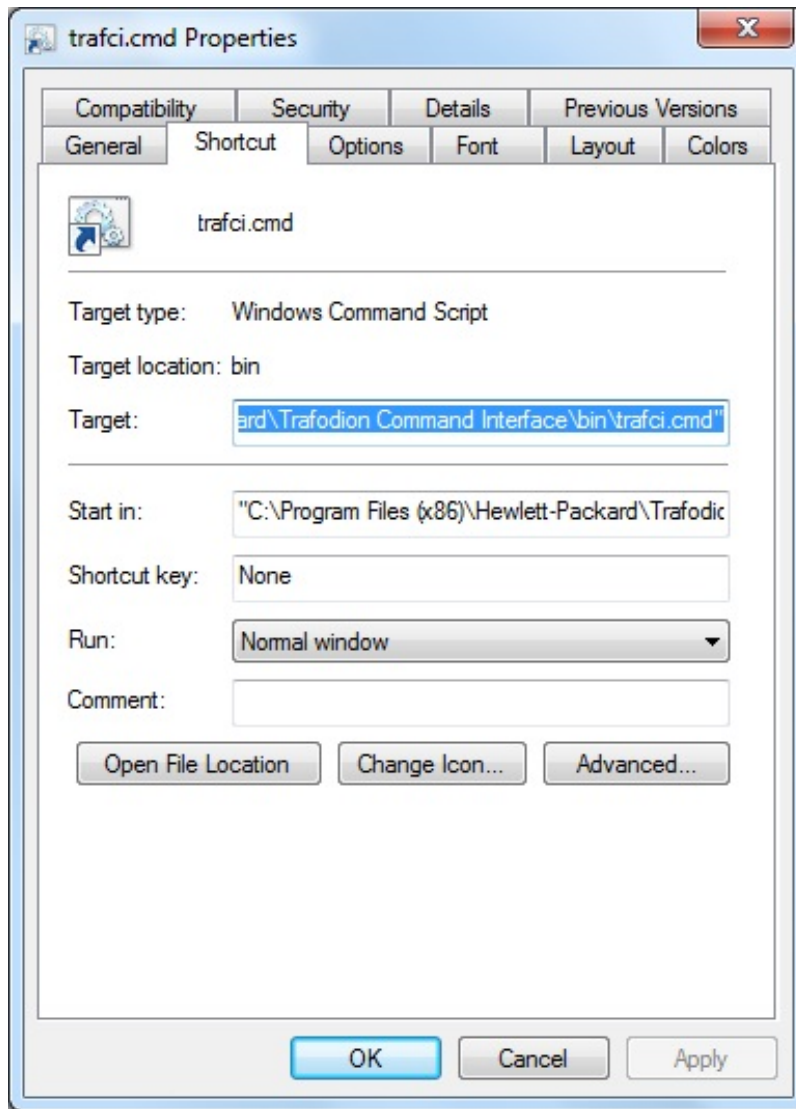 trafci.cmd Properties
Compatibility Security Details Previous Versions
General Shortcut Options Font Layout Colors
trafci.cmd
Target type: Windows Command Script
Target location: bin
Target: ard\Trafodion Command Interface\bin\trafci.cmd"
Start in: "C:\Program Files (x86)\Hewlett-Packard\Trafodic
Shortcut key: None
Run: Normal window
Comment:
Open File Location Change Icon... Advanced...
OK Cancel Apply